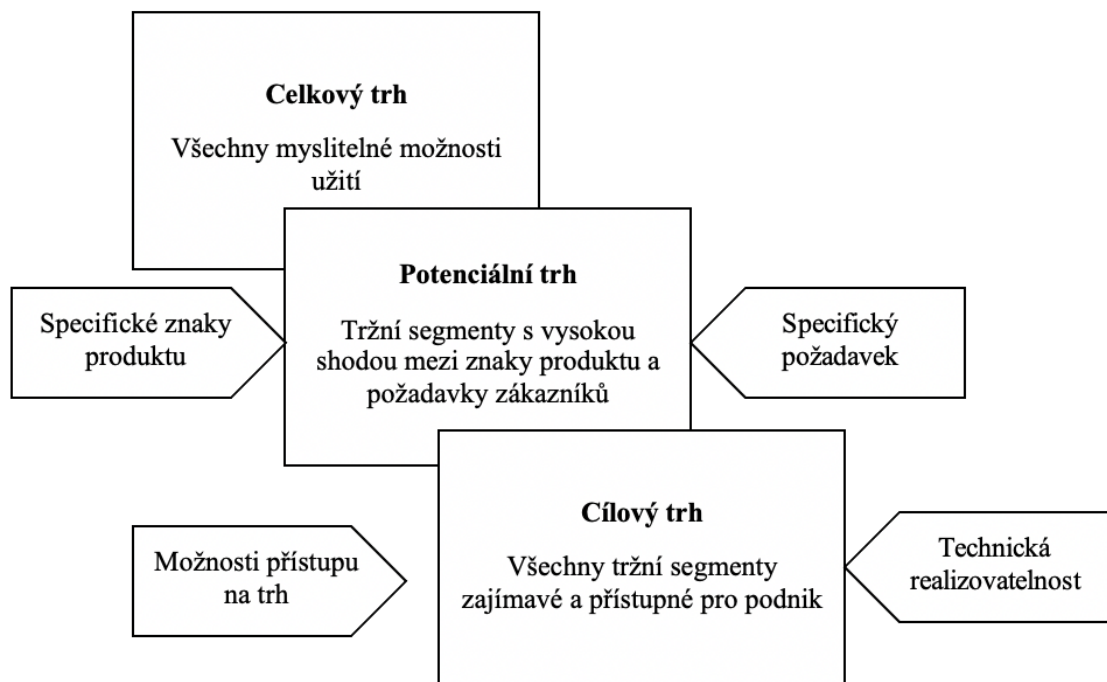 Celkový trh
Všechny myslitelné možnosti
užití
Potenciální trh
Tržní segmenty s vysokou
shodou mezi znaky produktu a
požadavky zákazníků
Specifické znaky
produktu
Specifický
požadavek
Cílový trh
Všechny tržní segmenty
zajímavé a přístupné pro podnik
Možnosti přístupu
na trh
Technická
realizovatelnost